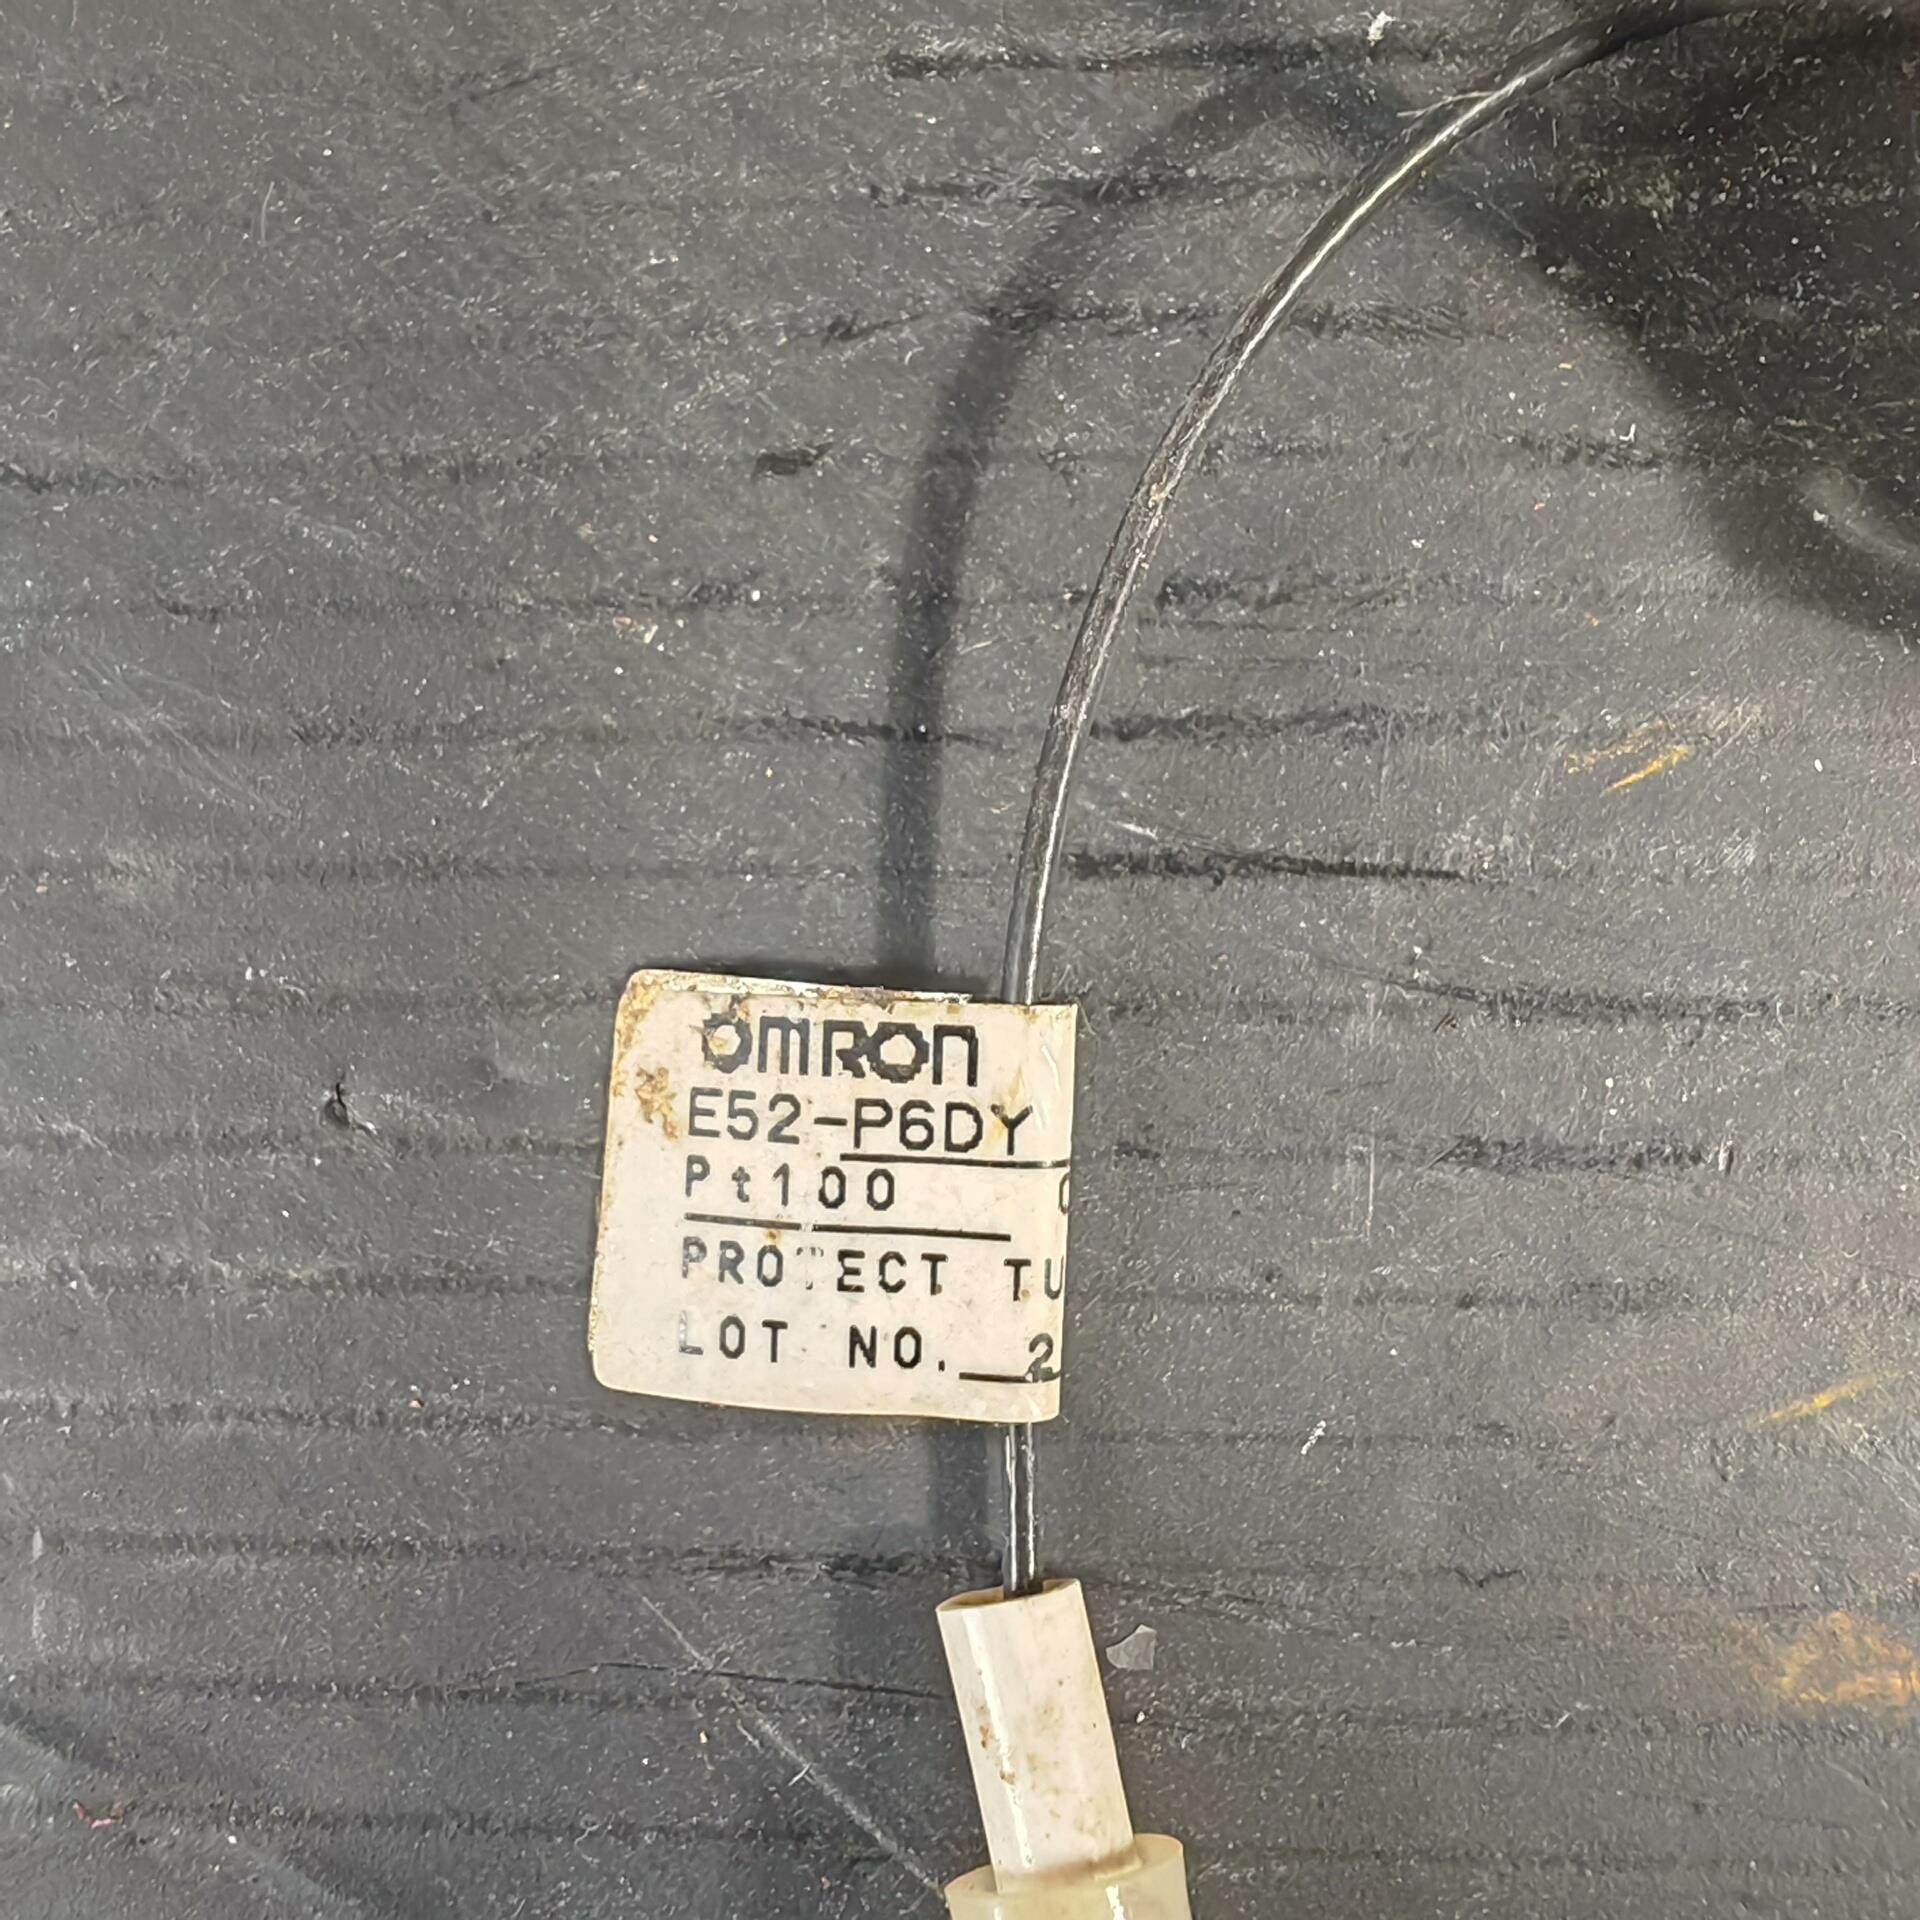 OMRON
E52-P6DY
Pt100
PROTECT TU
LOT NO. 2